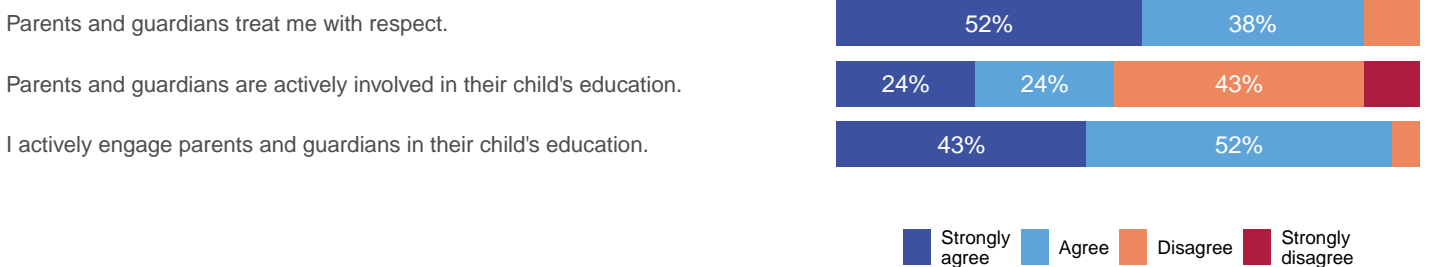 Parents and guardians treat me with respect.
52% 38%
Parents and guardians are actively involved in their child's education.
24% 24% 43%
I actively engage parents and guardians in their child's education.
43% 52%
Strongly agree
Agree
Disagree
Strongly disagree